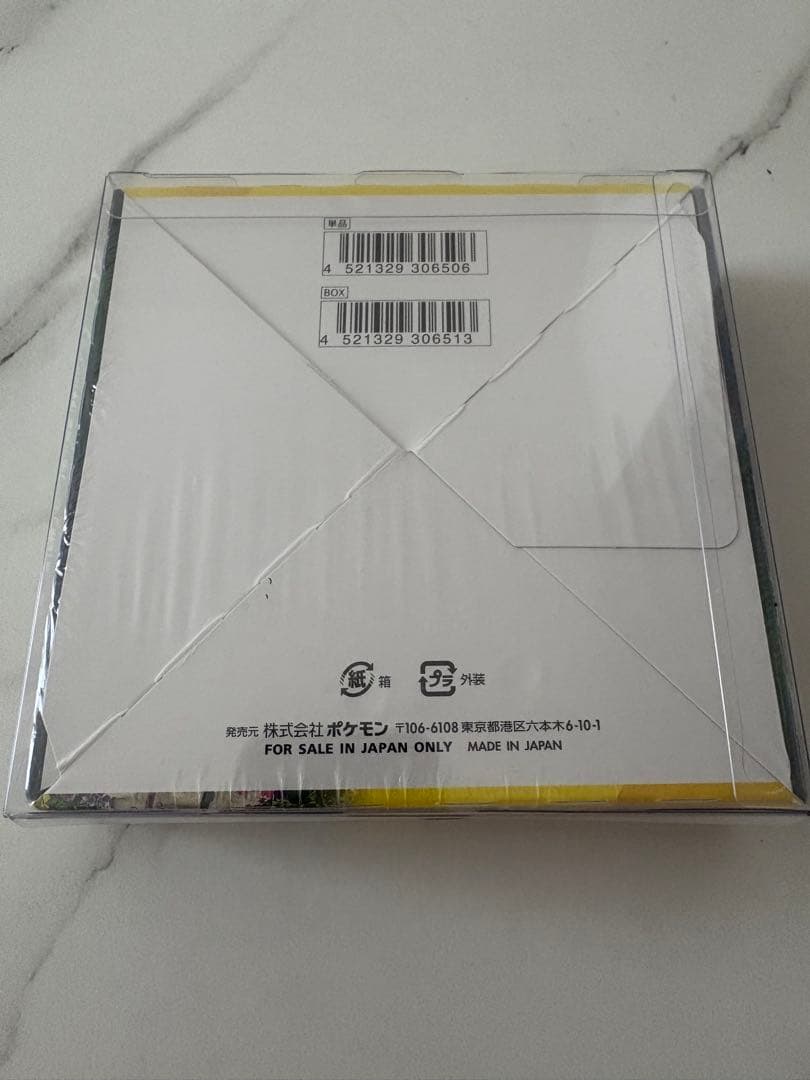 単品
4 521329 306506
BOX
4 521329 306513
紙 箱
プラ 外装
発売元 株式会社ポケモン 〒106-6108 東京都港区六本木6-10-1
FOR SALE IN JAPAN ONLY MADE IN JAPAN